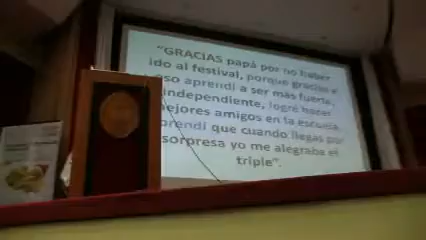 “GRACIAS papá por no haber
ido al festival, porque gracias a
eso aprendí a ser más fuerte,
independiente, logré hacer
mejores amigos en la escuela,
aprendí que cuando llegas por
sorpresa yo me alegraba el
triple”.